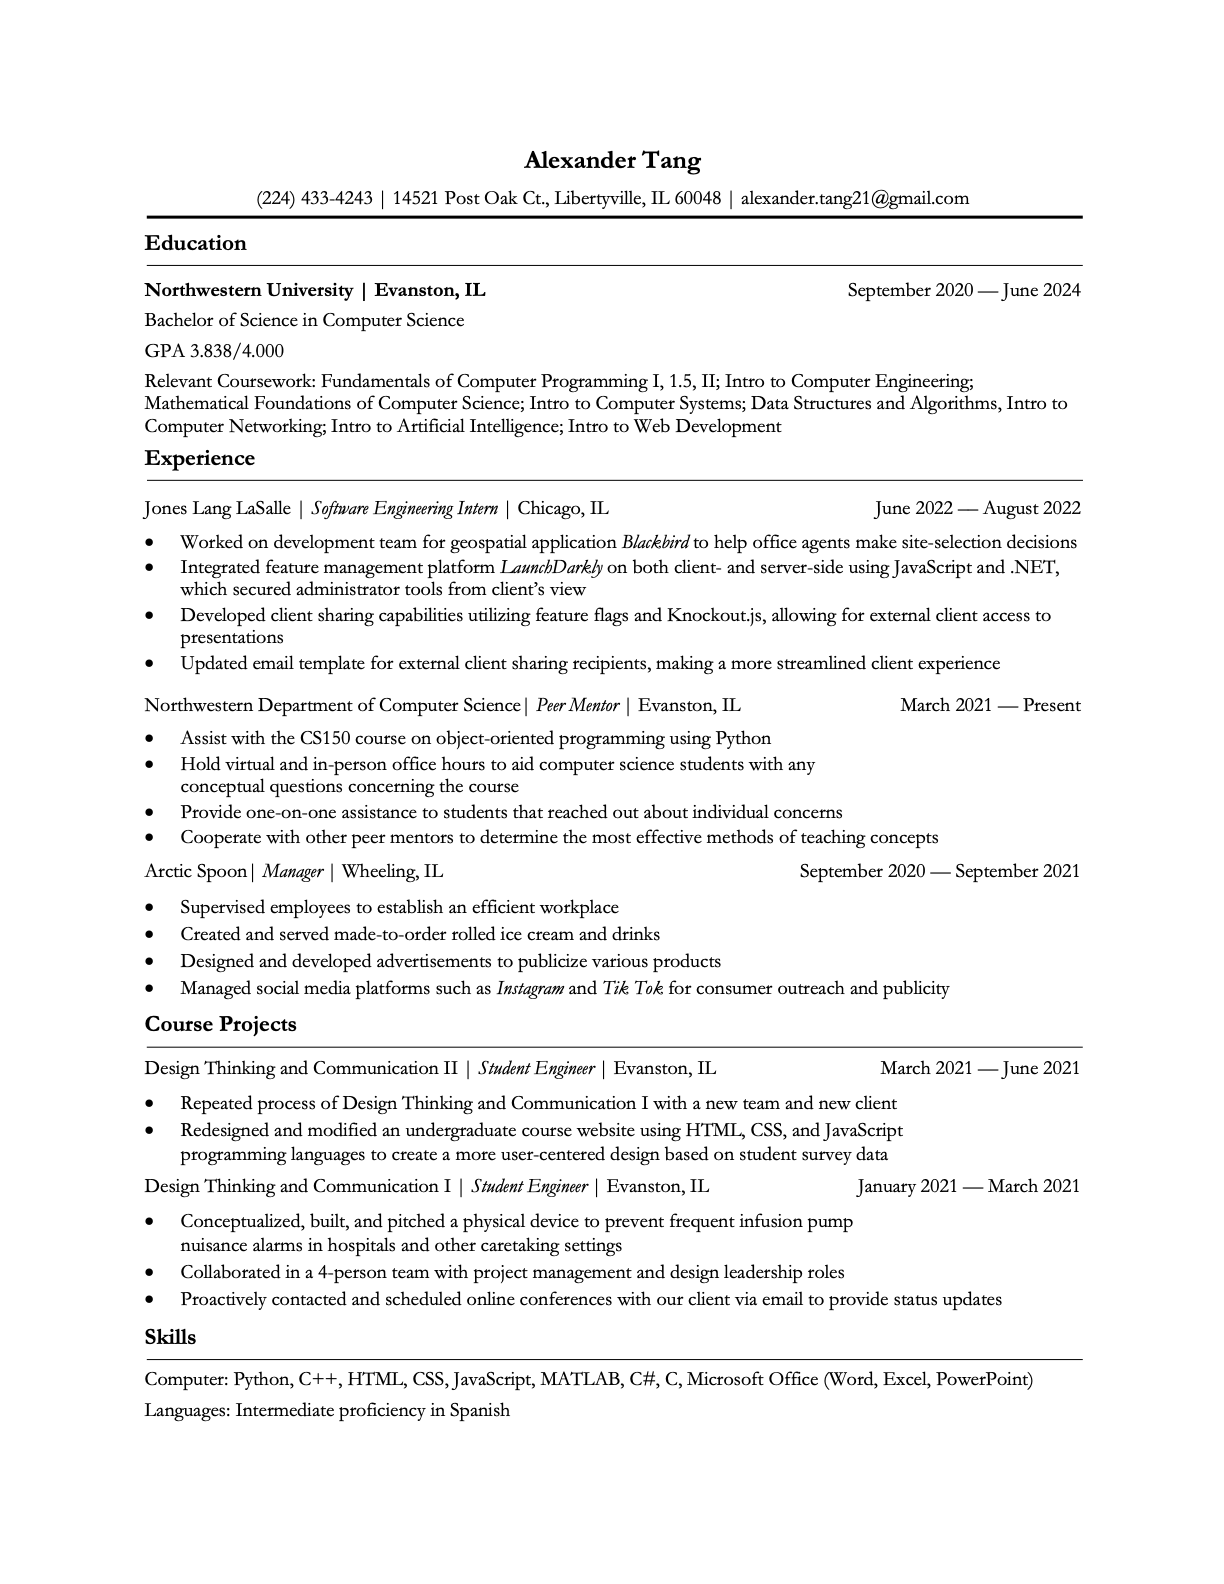 Alexander Tang
(224) 433-4243 | 14521 Post Oak Ct., Libertyville, IL 60048 | alexander.tang21@gmail.com
Education
Northwestern University | Evanston, IL September 2020 — June 2024
Bachelor of Science in Computer Science
GPA 3.838/4.000
Relevant Coursework: Fundamentals of Computer Programming I, 1.5, II; Intro to Computer Engineering;
Mathematical Foundations of Computer Science; Intro to Computer Systems; Data Structures and Algorithms, Intro to
Computer Networking; Intro to Artificial Intelligence; Intro to Web Development
Experience
Jones Lang LaSalle | Software Engineering Intern | Chicago, IL June 2022 — August 2022
• Worked on development team for geospatial application Blackbird to help office agents make site-selection decisions
• Integrated feature management platform LaunchDarkly on both client- and server-side using JavaScript and .NET,
which secured administrator tools from client’s view
• Developed client sharing capabilities utilizing feature flags and Knockout.js, allowing for external client access to
presentations
• Updated email template for external client sharing recipients, making a more streamlined client experience
Northwestern Department of Computer Science| Peer Mentor | Evanston, IL March 2021 — Present
• Assist with the CS150 course on object-oriented programming using Python
• Hold virtual and in-person office hours to aid computer science students with any
conceptual questions concerning the course
• Provide one-on-one assistance to students that reached out about individual concerns
• Cooperate with other peer mentors to determine the most effective methods of teaching concepts
Arctic Spoon| Manager | Wheeling, IL September 2020 — September 2021
• Supervised employees to establish an efficient workplace
• Created and served made-to-order rolled ice cream and drinks
• Designed and developed advertisements to publicize various products
• Managed social media platforms such as Instagram and Tik Tok for consumer outreach and publicity
Course Projects
Design Thinking and Communication II | Student Engineer | Evanston, IL March 2021 — June 2021
• Repeated process of Design Thinking and Communication I with a new team and new client
• Redesigned and modified an undergraduate course website using HTML, CSS, and JavaScript
programming languages to create a more user-centered design based on student survey data
Design Thinking and Communication I | Student Engineer | Evanston, IL January 2021 — March 2021
• Conceptualized, built, and pitched a physical device to prevent frequent infusion pump
nuisance alarms in hospitals and other caretaking settings
• Collaborated in a 4-person team with project management and design leadership roles
• Proactively contacted and scheduled online conferences with our client via email to provide status updates
Skills
Computer: Python, C++, HTML, CSS, JavaScript, MATLAB, C#, C, Microsoft Office (Word, Excel, PowerPoint)
Languages: Intermediate proficiency in Spanish